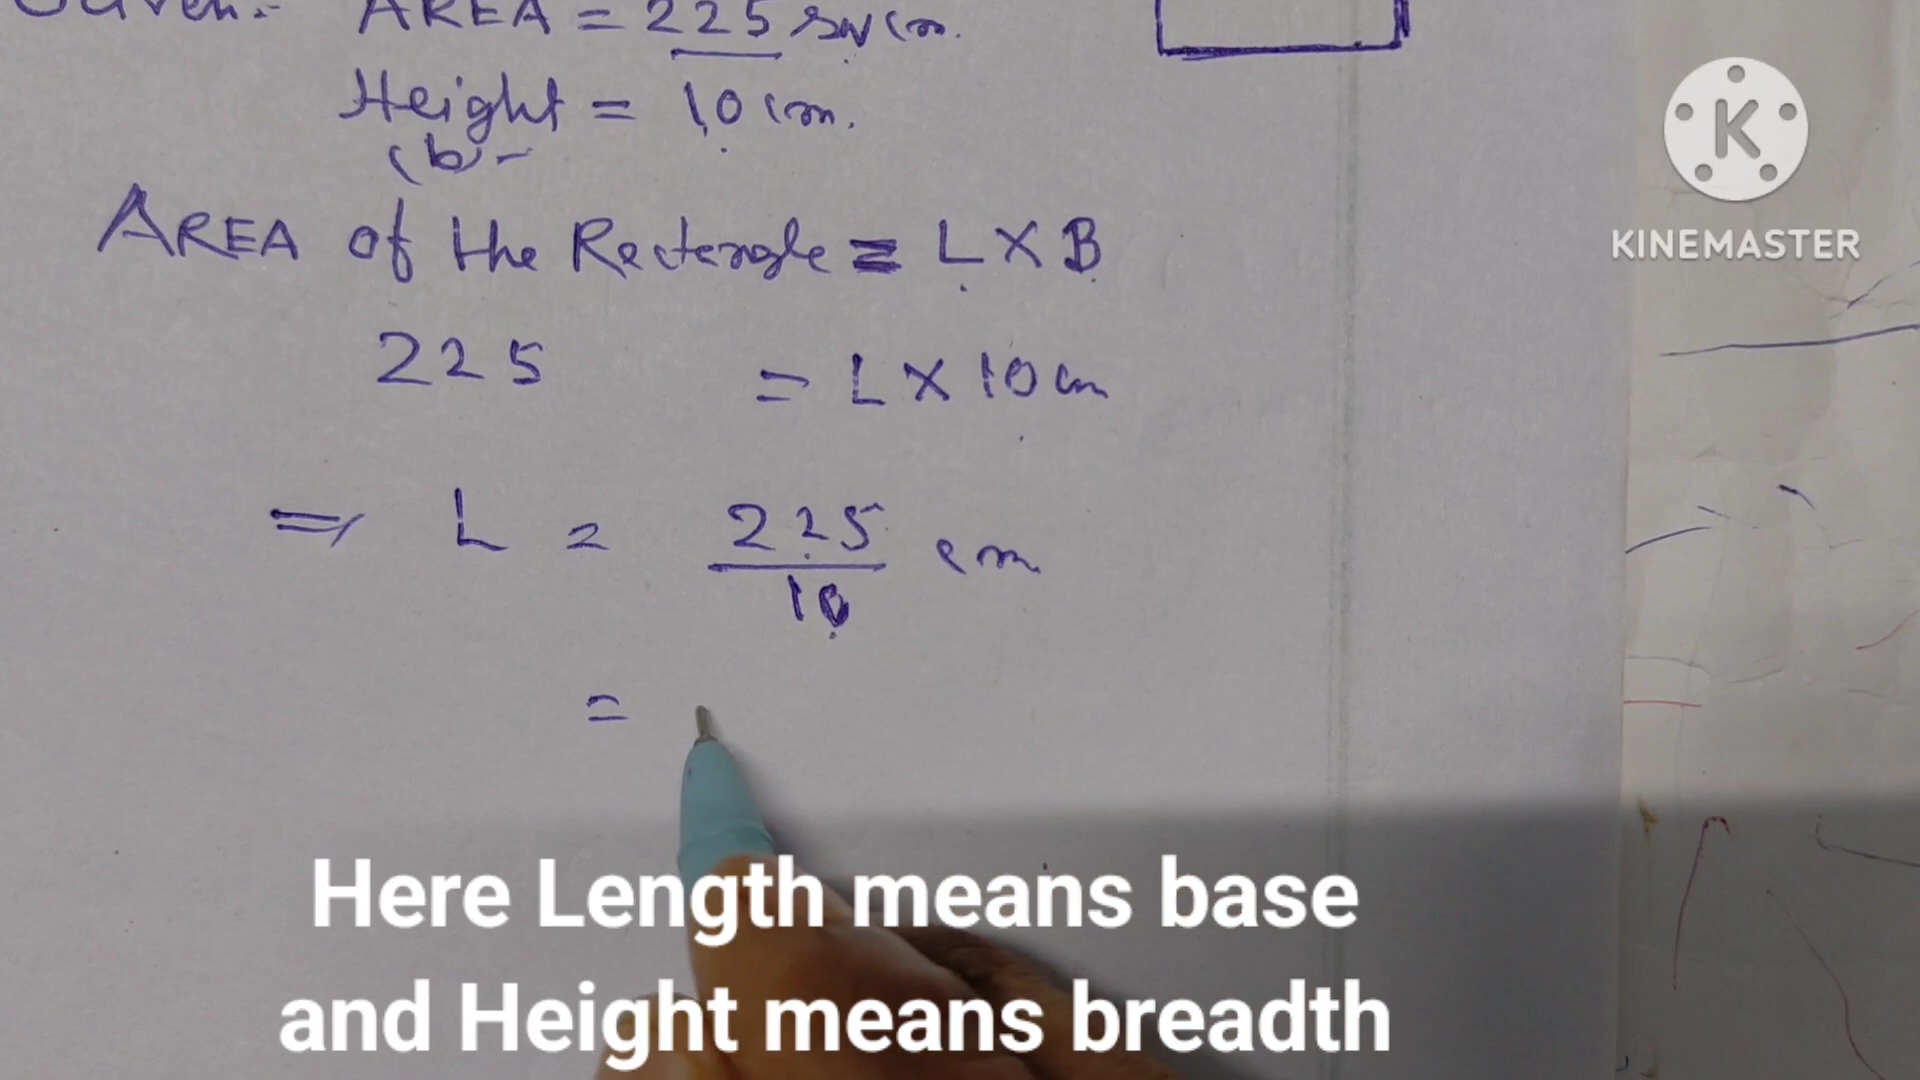 Given:- AREA = 225 sq cm.
Height = 10 cm.
(b)-
AREA of the Rectangle = L X B
225 = L X 10 cm
⇒ L = 225/10 cm.
=
K
KINEMASTER
Here Length means base
and Height means breadth